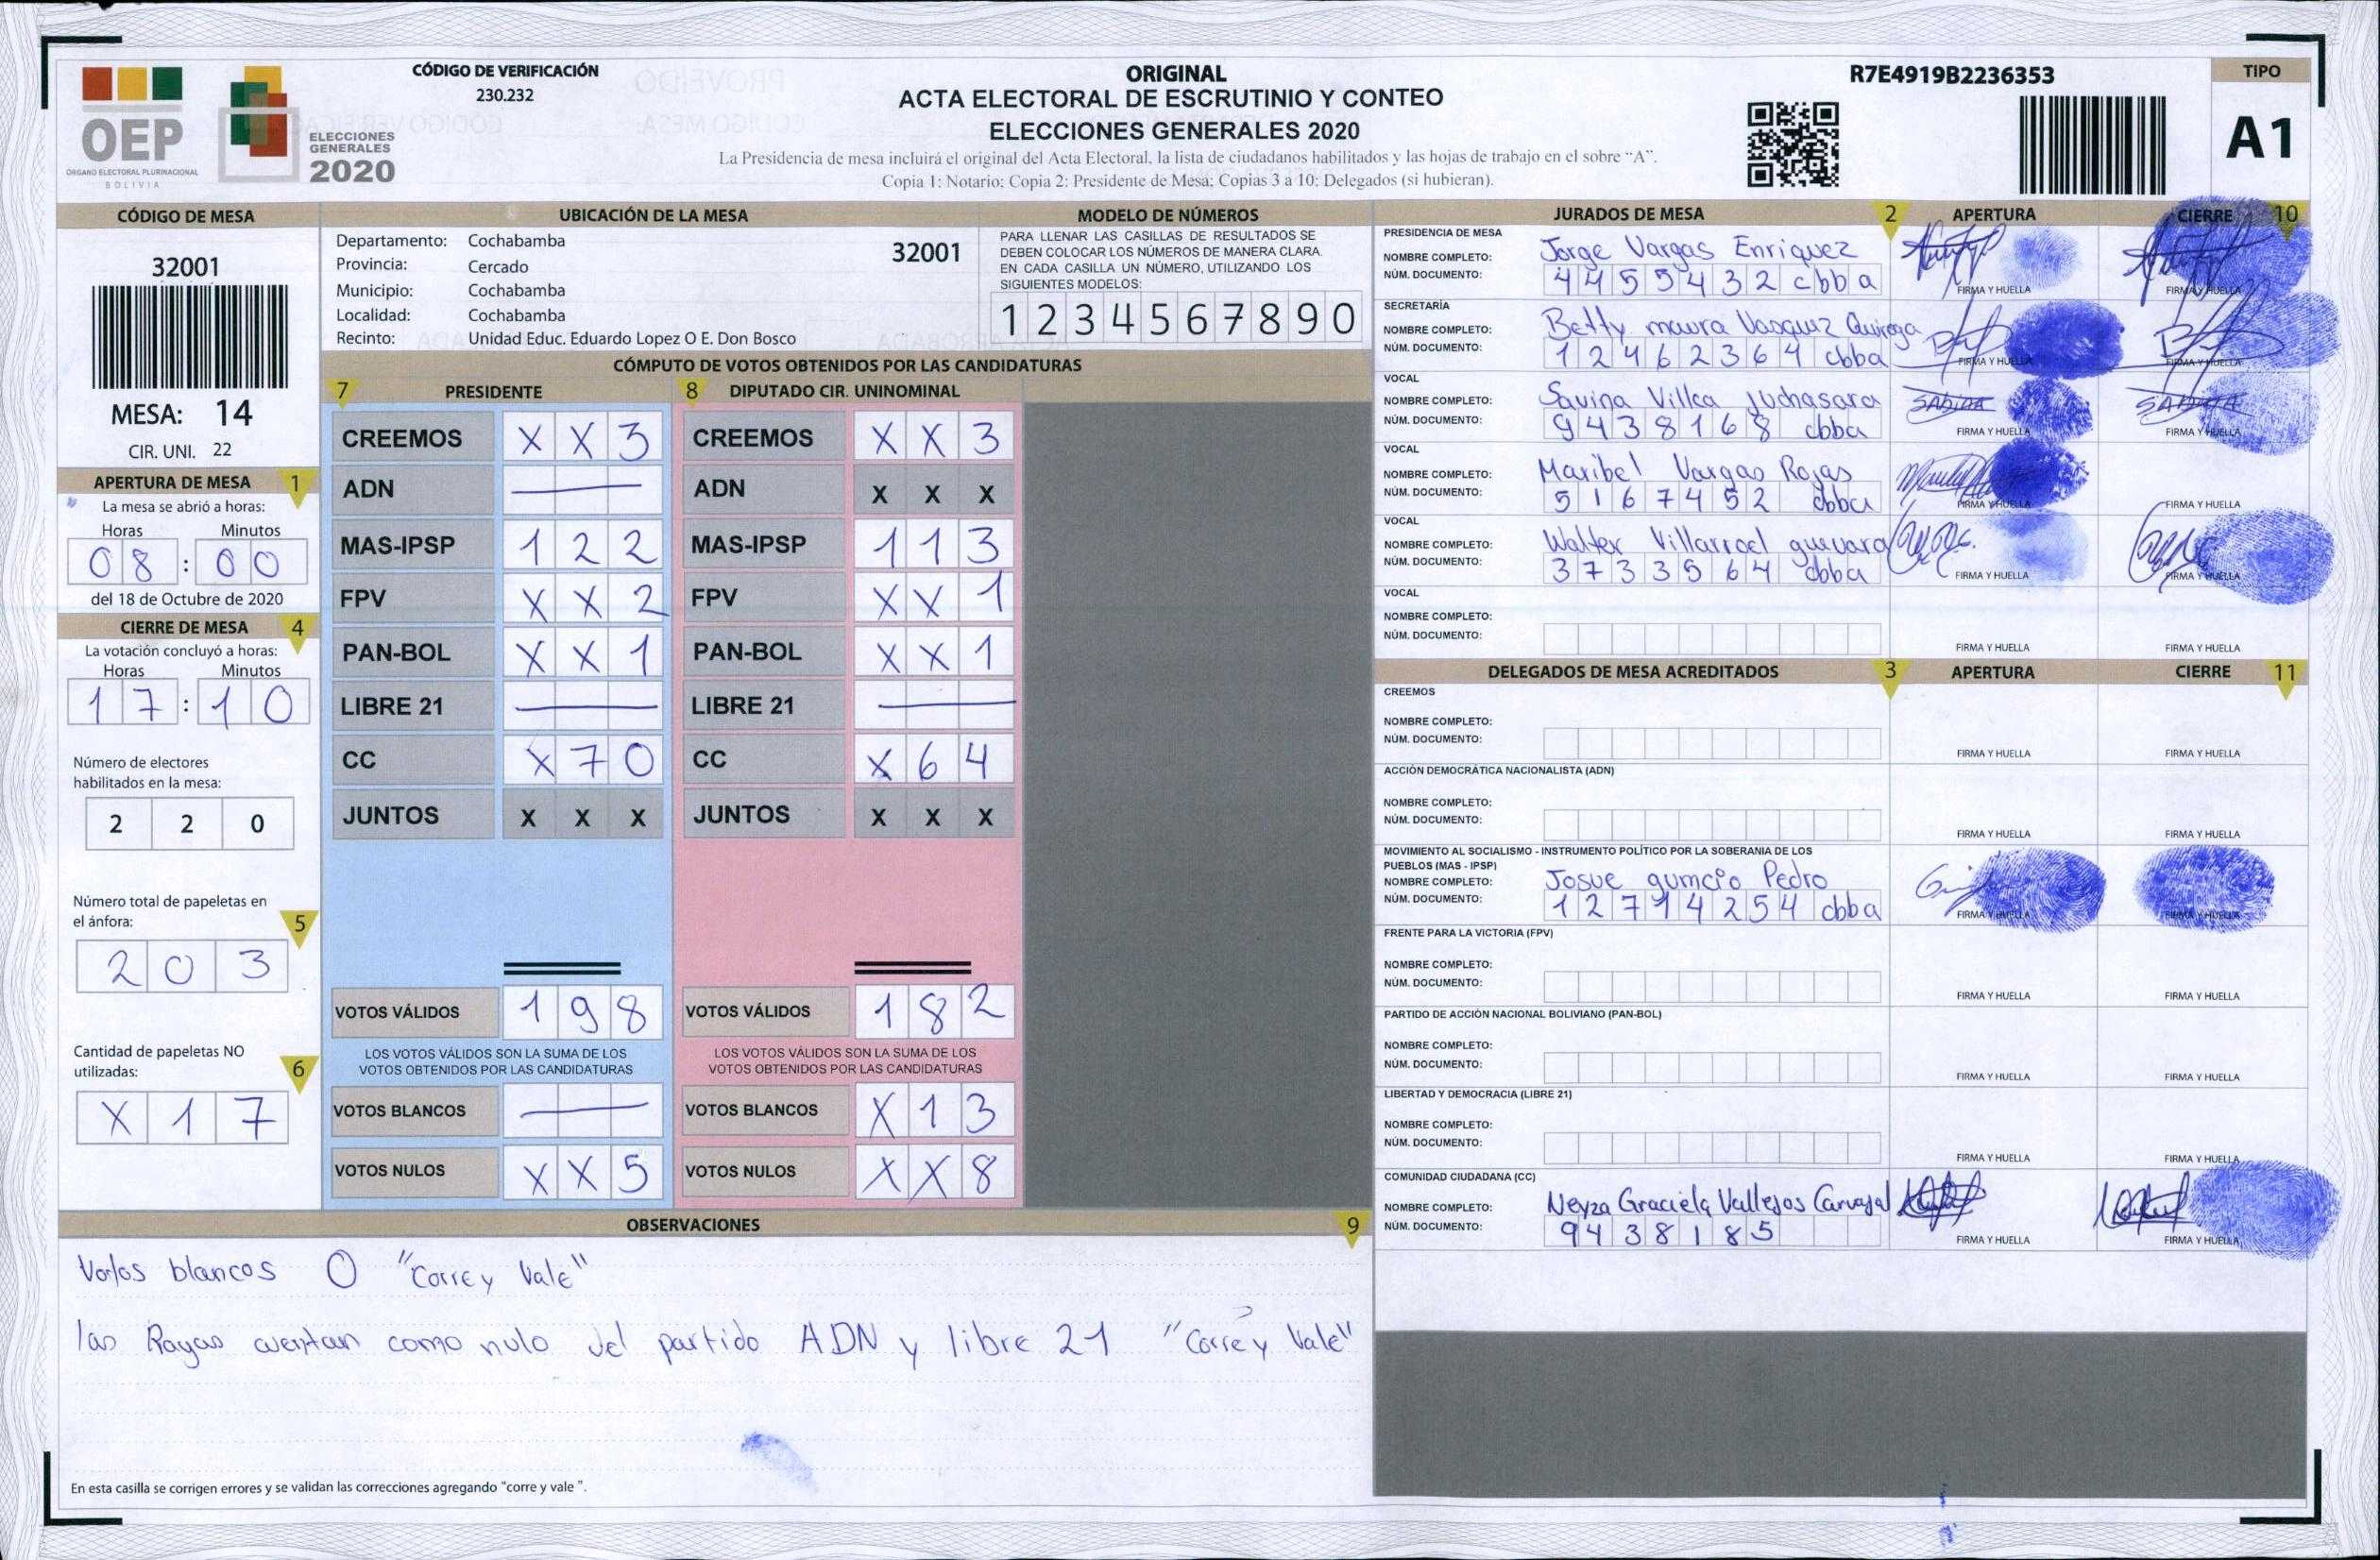 OEP
ÓRGANO ELECTORAL PLURINACIONAL
BOLIVIA
ELECCIONES
GENERALES
2020
CÓDIGO DE VERIFICACIÓN
230.232
ORIGINAL
ACTA ELECTORAL DE ESCRUTINIO Y CONTEO
ELECCIONES GENERALES 2020
La Presidencia de mesa incluirá el original del Acta Electoral, la lista de ciudadanos habilitados y las hojas de trabajo en el sobre "A".
Copia 1: Notario; Copia 2: Presidente de Mesa; Copias 3 a 10: Delegados (si hubieran).
R7E4919B2236353
TIPO
A1
CÓDIGO DE MESA
32001
MESA: 14
CIR. UNI. 22
APERTURA DE MESA 1
La mesa se abrió a horas:
Horas Minutos
08 : 00
del 18 de Octubre de 2020
CIERRE DE MESA 4
La votación concluyó a horas:
Horas Minutos
17 : 10
Número de electores
habilitados en la mesa:
2 2 0
Número total de papeletas en
el ánfora: 5
2 0 3
Cantidad de papeletas NO
utilizadas: 6
X 1 7
UBICACIÓN DE LA MESA
Departamento: Cochabamba 32001
Provincia: Cercado
Municipio: Cochabamba
Localidad: Cochabamba
Recinto: Unidad Educ. Eduardo Lopez O E. Don Bosco
MODELO DE NÚMEROS
PARA LLENAR LAS CASILLAS DE RESULTADOS SE
DEBEN COLOCAR LOS NÚMEROS DE MANERA CLARA.
EN CADA CASILLA UN NÚMERO, UTILIZANDO LOS
SIGUIENTES MODELOS:
1 2 3 4 5 6 7 8 9 0
CÓMPUTO DE VOTOS OBTENIDOS POR LAS CANDIDATURAS
7 PRESIDENTE 8 DIPUTADO CIR. UNINOMINAL
CREEMOS X X 3 CREEMOS X X 3
ADN — ADN X X X
MAS-IPSP 1 2 2 MAS-IPSP 1 1 3
FPV X X 2 FPV X X 1
PAN-BOL X X 1 PAN-BOL X X 1
LIBRE 21 — LIBRE 21 —
CC X 7 0 CC X 6 4
JUNTOS X X X JUNTOS X X X
VOTOS VÁLIDOS 1 9 8 VOTOS VÁLIDOS 1 8 2
LOS VOTOS VÁLIDOS SON LA SUMA DE LOS LOS VOTOS VÁLIDOS SON LA SUMA DE LOS
VOTOS OBTENIDOS POR LAS CANDIDATURAS VOTOS OBTENIDOS POR LAS CANDIDATURAS
VOTOS BLANCOS — VOTOS BLANCOS X 1 3
VOTOS NULOS X X 5 VOTOS NULOS X X 8
OBSERVACIONES 9
Votos blancos 0 "Corre y Vale"
las Rayas cuentan como nulo del partido ADN y libre 21 "Corre y Vale"
En esta casilla se corrigen errores y se validan las correcciones agregando "corre y vale".
JURADOS DE MESA 2 APERTURA CIERRE 10
PRESIDENCIA DE MESA
NOMBRE COMPLETO: Jorge Vargas Enriquez
NÚM. DOCUMENTO: 4455432 cbba FIRMA Y HUELLA FIRMA Y HUELLA
SECRETARÍA
NOMBRE COMPLETO: Betty maura Vasquez Quiroga
NÚM. DOCUMENTO: 12462364 cbba FIRMA Y HUELLA FIRMA Y HUELLA
VOCAL
NOMBRE COMPLETO: Savina Villca
NÚM. DOCUMENTO: 9438168 cbba FIRMA Y HUELLA FIRMA Y HUELLA
VOCAL
NOMBRE COMPLETO: Maribel Vargas Rojas
NÚM. DOCUMENTO: 5167452 cbba FIRMA Y HUELLA FIRMA Y HUELLA
VOCAL
NOMBRE COMPLETO: Walter Villarroel guevara
NÚM. DOCUMENTO: 3733564 cbba FIRMA Y HUELLA FIRMA Y HUELLA
VOCAL
NOMBRE COMPLETO:
NÚM. DOCUMENTO: FIRMA Y HUELLA FIRMA Y HUELLA
DELEGADOS DE MESA ACREDITADOS 3 APERTURA CIERRE 11
CREEMOS
NOMBRE COMPLETO:
NÚM. DOCUMENTO: FIRMA Y HUELLA FIRMA Y HUELLA
ACCIÓN DEMOCRÁTICA NACIONALISTA (ADN)
NOMBRE COMPLETO:
NÚM. DOCUMENTO: FIRMA Y HUELLA FIRMA Y HUELLA
MOVIMIENTO AL SOCIALISMO - INSTRUMENTO POLÍTICO POR LA SOBERANIA DE LOS
PUEBLOS (MAS - IPSP)
NOMBRE COMPLETO: Josue Pedro
NÚM. DOCUMENTO: 12714254 cbba FIRMA Y HUELLA FIRMA Y HUELLA
FRENTE PARA LA VICTORIA (FPV)
NOMBRE COMPLETO:
NÚM. DOCUMENTO: FIRMA Y HUELLA FIRMA Y HUELLA
PARTIDO DE ACCIÓN NACIONAL BOLIVIANO (PAN-BOL)
NOMBRE COMPLETO:
NÚM. DOCUMENTO: FIRMA Y HUELLA FIRMA Y HUELLA
LIBERTAD Y DEMOCRACIA (LIBRE 21)
NOMBRE COMPLETO:
NÚM. DOCUMENTO: FIRMA Y HUELLA FIRMA Y HUELLA
COMUNIDAD CIUDADANA (CC)
NOMBRE COMPLETO: Neyza Graciela Vallejos Carvajal
NÚM. DOCUMENTO: 9438185 FIRMA Y HUELLA FIRMA Y HUELLA